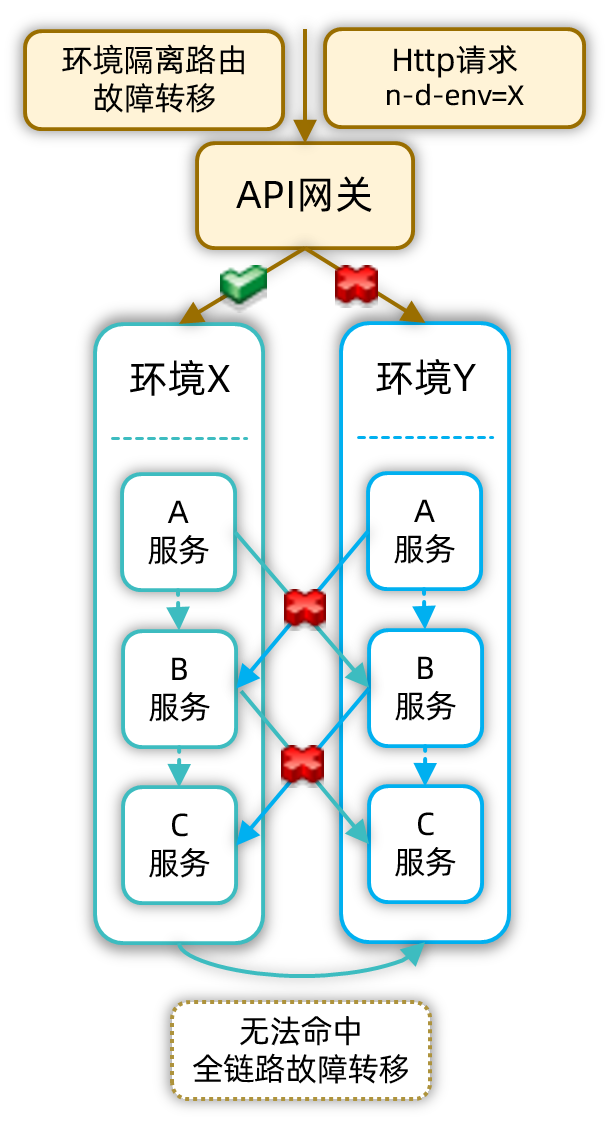 环境隔离路由
故障转移
Http请求
n-d-env=X
API网关
环境X
环境Y
A
服务
A
服务
B
服务
B
服务
C
服务
C
服务
无法命中
全链路故障转移